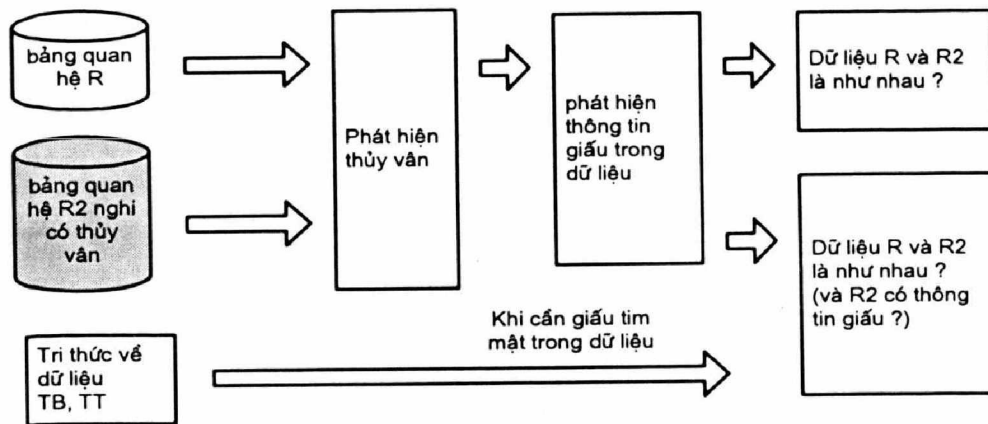 bảng quan
hệ R
bảng quan
hệ R2 nghi
có thủy
vân
Tri thức về
dữ liệu
TB, TT
Phát hiện
thủy vân
phát hiện
thông tin
giấu trong
dữ liệu
Khi cẩn giấu tim
mật trong dữ liệu
Dữ liệu R và R2
là như nhau ?
Dữ liệu R và R2
là như nhau ?
(và R2 có thông
tin giấu ?)